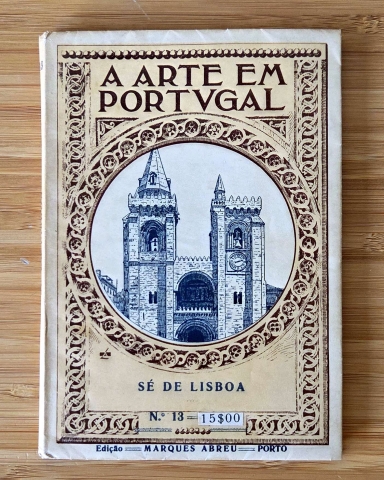 A ARTE EM
PORTVGAL
SÉ DE LISBOA
N.º 13 = 15$00
Edição — MARQUES ABREU — PORTO